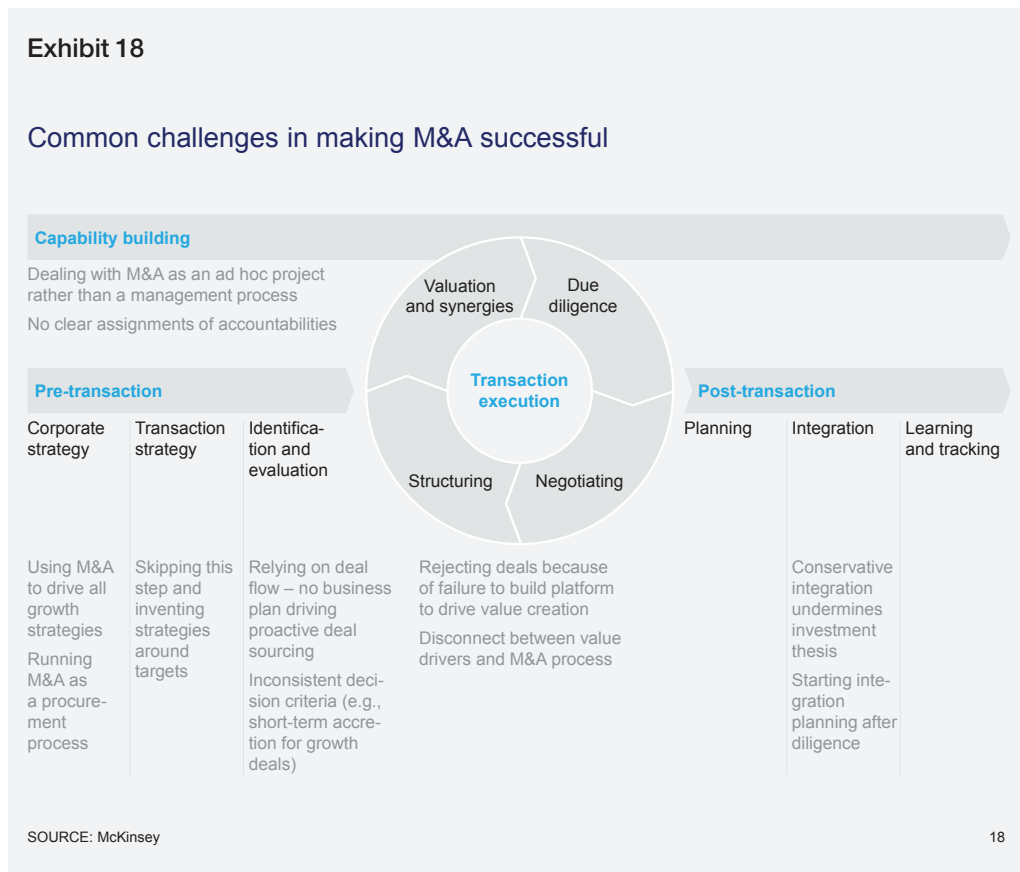 Exhibit 18
Common challenges in making M&A successful
Capability building
Dealing with M&A as an ad hoc project
rather than a management process
No clear assignments of accountabilities
Valuation
and synergies
Due
diligence
Transaction
execution
Structuring
Negotiating
Pre-transaction
Corporate
strategy
Transaction
strategy
Identifica-
tion and
evaluation
Post-transaction
Planning
Integration
Learning
and tracking
Using M&A
to drive all
growth
strategies
Running
M&A as
a procure-
ment
process
Skipping this
step and
inventing
strategies
around
targets
Relying on deal
flow – no business
plan driving
proactive deal
sourcing
Inconsistent deci-
sion criteria (e.g.,
short-term accre-
tion for growth
deals)
Rejecting deals because
of failure to build platform
to drive value creation
Disconnect between value
drivers and M&A process
Conservative
integration
undermines
investment
thesis
Starting inte-
gration
planning after
diligence
SOURCE: McKinsey
18